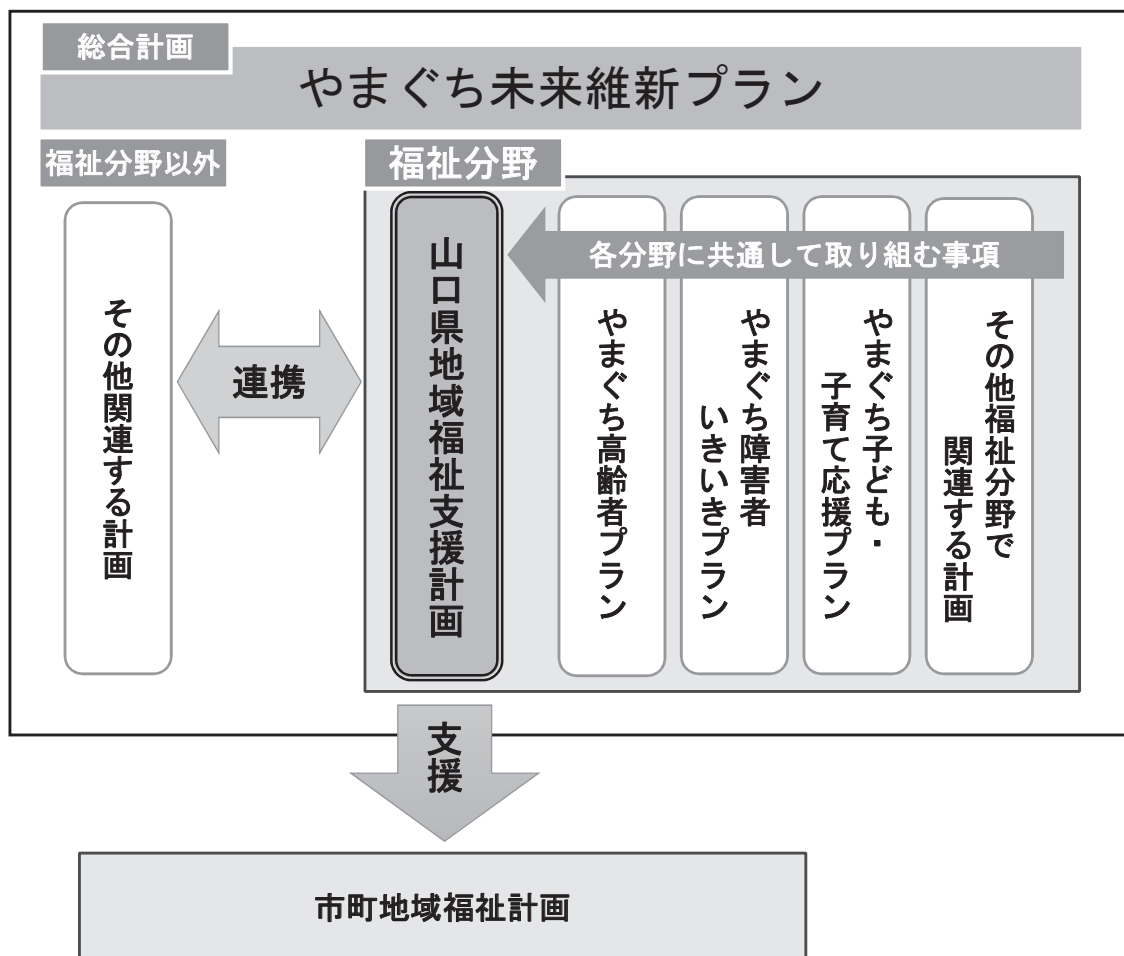 総合計画
やまぐち未来維新プラン
福祉分野以外
福祉分野
その他関連する計画
連携
山口県地域福祉支援計画
各分野に共通して取り組む事項
やまぐち高齢者プラン
やまぐち障害者
いきいきプラン
やまぐち子ども・
子育て応援プラン
その他福祉分野で
関連する計画
支援
市町地域福祉計画